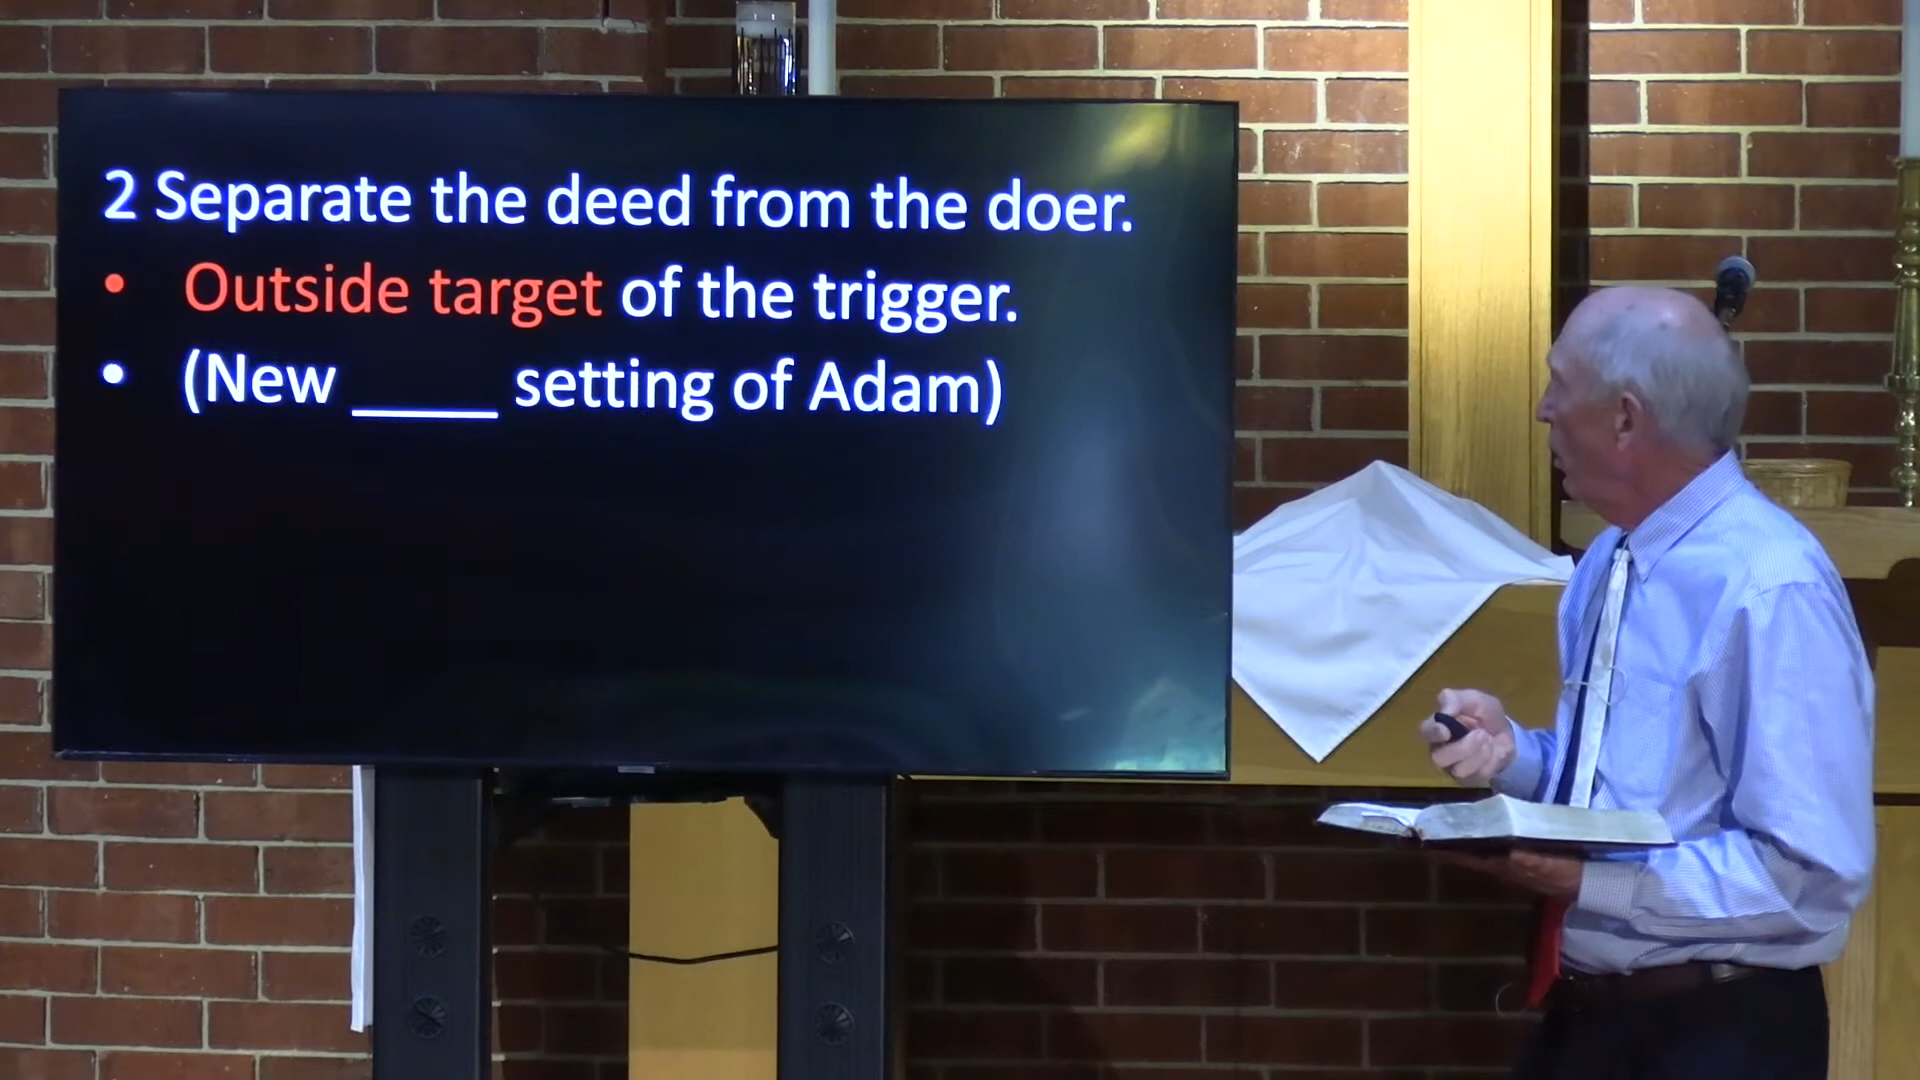 2 Separate the deed from the doer.
• Outside target of the trigger.
• (New ____ setting of Adam)